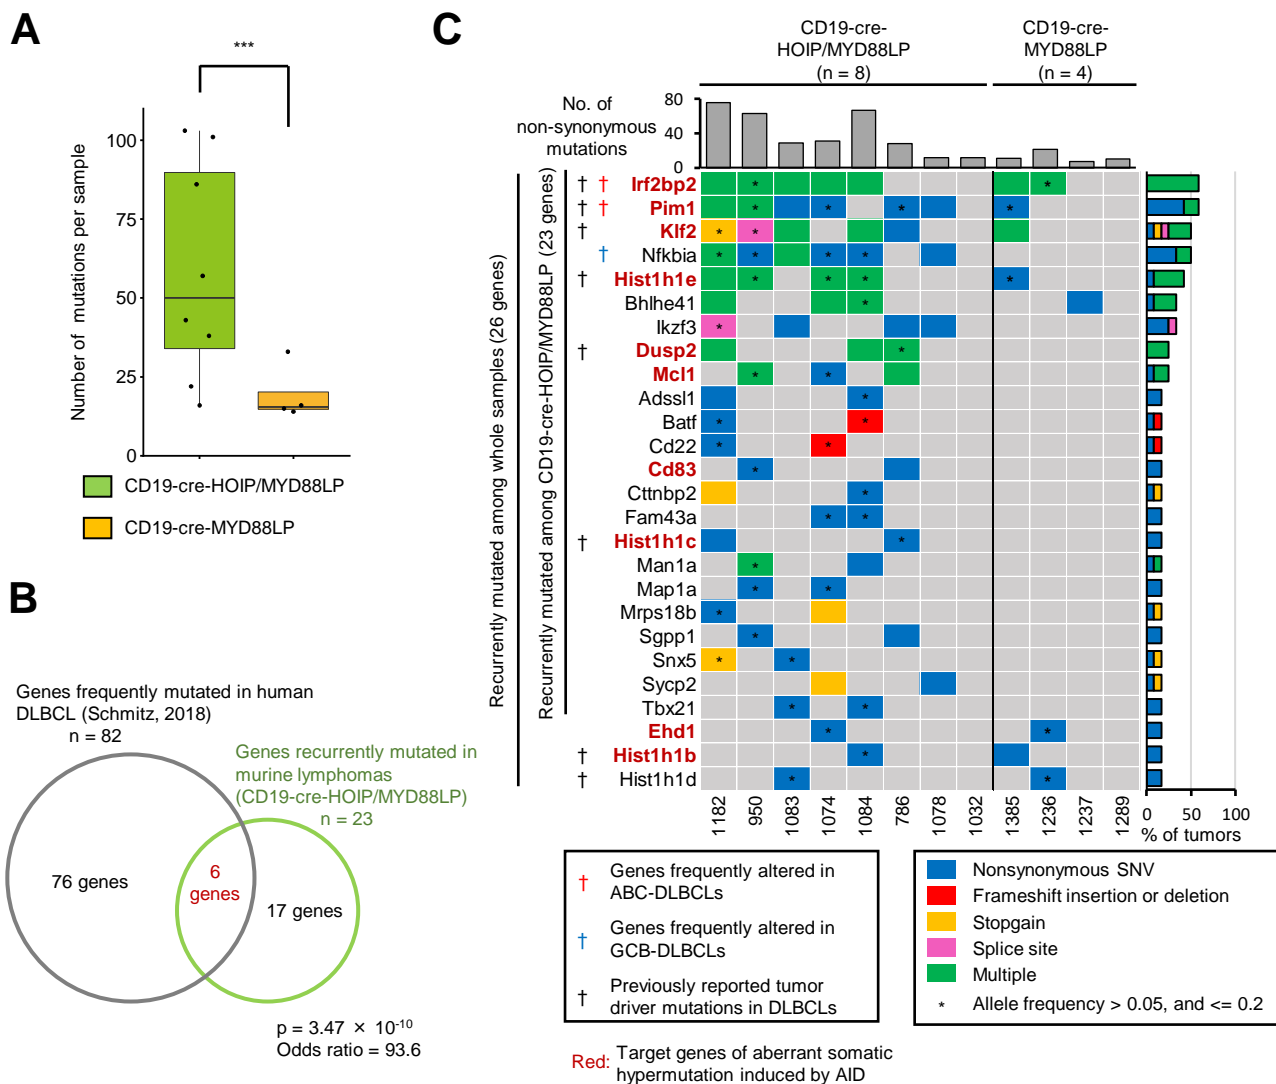 A
***
Number of mutations per sample
100
75
50
25
0
CD19-cre-HOIP/MYD88LP
CD19-cre-MYD88LP
B
Genes frequently mutated in human
DLBCL (Schmitz, 2018)
n = 82
Genes recurrently mutated in
murine lymphomas
(CD19-cre-HOIP/MYD88LP)
n = 23
76 genes
6
genes
17 genes
p = 3.47 × 10-10
Odds ratio = 93.6
C
CD19-cre-
HOIP/MYD88LP
(n = 8)
CD19-cre-
MYD88LP
(n = 4)
No. of
non-synonymous
mutations
80
40
0
Recurrently mutated among whole samples (26 genes)
Recurrently mutated among CD19-cre-HOIP/MYD88LP (23 genes)
† † Irf2bp2 * *
† † Pim1 * * * *
† Klf2 * *
† Nfkbia * * * *
† Hist1h1e * * * *
Bhlhe41 *
Ikzf3 *
† Dusp2 *
Mcl1 * *
Adssl1 *
Batf * *
Cd22 * *
Cd83 *
Cttnbp2 *
Fam43a * *
† Hist1h1c *
Man1a *
Map1a * *
Mrps18b *
Sgpp1 *
Snx5 * *
Sycp2
Tbx21 * *
Ehd1 * *
† Hist1h1b *
† Hist1h1d * *
1182 950 1083 1074 1084 786 1078 1032 1385 1236 1237 1289
0 50 100
% of tumors
† Genes frequently altered in
ABC-DLBCLs
† Genes frequently altered in
GCB-DLBCLs
† Previously reported tumor
driver mutations in DLBCLs
Red: Target genes of aberrant somatic
hypermutation induced by AID
Nonsynonymous SNV
Frameshift insertion or deletion
Stopgain
Splice site
Multiple
* Allele frequency > 0.05, and <= 0.2